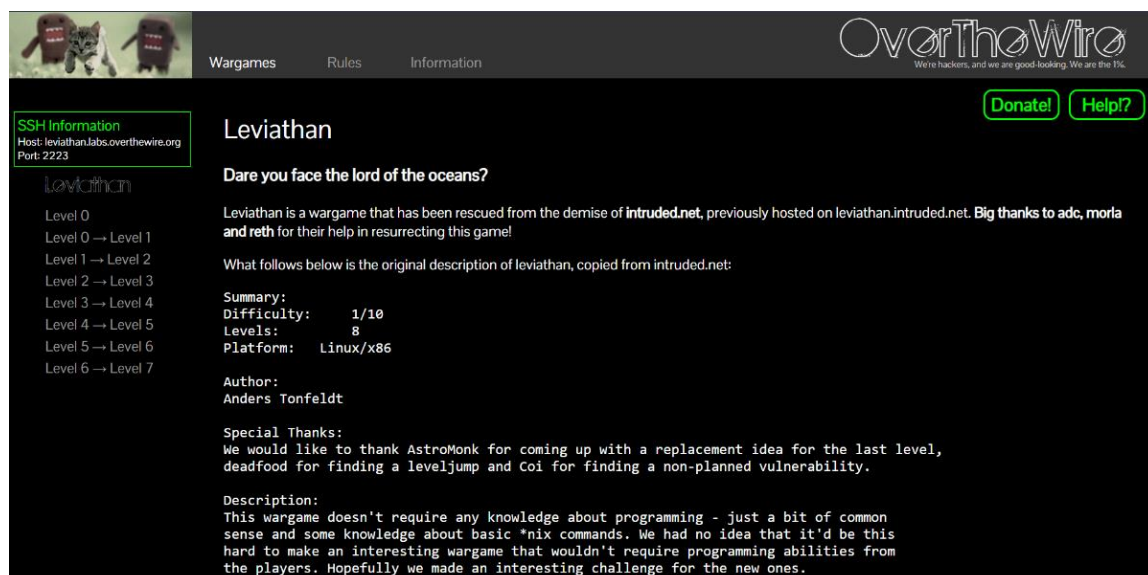 Wargames Rules Information
OverTheWire
We're hackers, and we are good-looking. We are the 1%.
Donate! Help!?
SSH Information
Host: leviathan.labs.overthewire.org
Port: 2223
Leviathan
Level 0
Level 0 → Level 1
Level 1 → Level 2
Level 2 → Level 3
Level 3 → Level 4
Level 4 → Level 5
Level 5 → Level 6
Level 6 → Level 7
Leviathan
Dare you face the lord of the oceans?
Leviathan is a wargame that has been rescued from the demise of intruded.net, previously hosted on leviathan.intruded.net. Big thanks to adc, morla
and reth for their help in resurrecting this game!
What follows below is the original description of leviathan, copied from intruded.net:
Summary:
Difficulty: 1/10
Levels: 8
Platform: Linux/x86
Author:
Anders Tonfeldt
Special Thanks:
We would like to thank AstroMonk for coming up with a replacement idea for the last level,
deadfood for finding a leveljump and Coi for finding a non-planned vulnerability.
Description:
This wargame doesn't require any knowledge about programming - just a bit of common
sense and some knowledge about basic *nix commands. We had no idea that it'd be this
hard to make an interesting wargame that wouldn't require programming abilities from
the players. Hopefully we made an interesting challenge for the new ones.